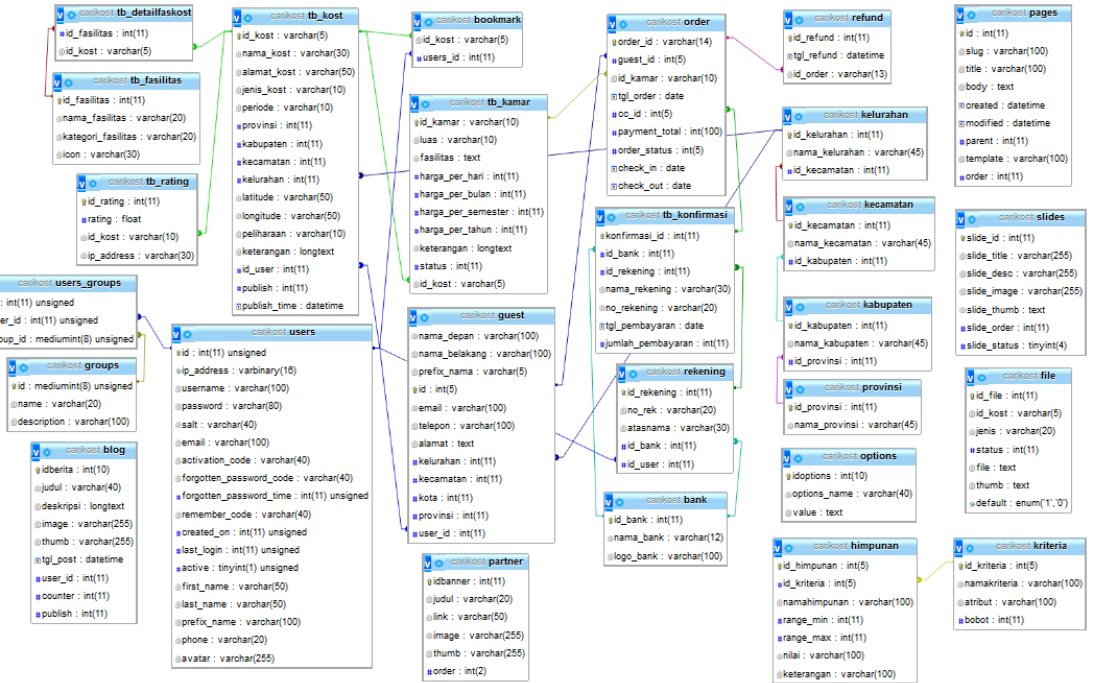 carikost tb_detailfaskost
id_fasilitas : int(11)
id_kost : varchar(5)
carikost tb_fasilitas
id_fasilitas : int(11)
nama_fasilitas : varchar(20)
kategori_fasilitas : varchar(20)
icon : varchar(30)
carikost tb_rating
id_rating : int(11)
rating : float
id_kost : varchar(10)
ip_address : varchar(30)
carikost users_groups
: int(11) unsigned
er_id : int(11) unsigned
oup_id : mediumint(8) unsigned
carikost groups
id : mediumint(8) unsigned
name : varchar(20)
description : varchar(100)
carikost blog
idberita : int(10)
judul : varchar(40)
deskripsi : longtext
image : varchar(255)
thumb : varchar(255)
tgl_post : datetime
user_id : int(11)
counter : int(11)
publish : int(11)
carikost tb_kost
id_kost : varchar(5)
nama_kost : varchar(30)
alamat_kost : varchar(50)
jenis_kost : varchar(10)
periode : varchar(10)
provinsi : int(11)
kabupaten : int(11)
kecamatan : int(11)
kelurahan : int(11)
latitude : varchar(50)
longitude : varchar(50)
peliharaan : varchar(10)
keterangan : longtext
id_user : int(11)
publish : int(11)
publish_time : datetime
carikost users
id : int(11) unsigned
ip_address : varbinary(16)
username : varchar(100)
password : varchar(80)
salt : varchar(40)
email : varchar(100)
activation_code : varchar(40)
forgotten_password_code : varchar(40)
forgotten_password_time : int(11) unsigned
remember_code : varchar(40)
created_on : int(11) unsigned
last_login : int(11) unsigned
active : tinyint(1) unsigned
first_name : varchar(50)
last_name : varchar(50)
prefix_name : varchar(100)
phone : varchar(20)
avatar : varchar(255)
carikost bookmark
id_kost : varchar(5)
users_id : int(11)
carikost tb_kamar
id_kamar : varchar(10)
luas : varchar(10)
fasilitas : text
harga_per_hari : int(11)
harga_per_bulan : int(11)
harga_per_semester : int(11)
harga_per_tahun : int(11)
keterangan : longtext
status : int(11)
id_kost : varchar(5)
carikost guest
nama_depan : varchar(100)
nama_belakang : varchar(100)
prefix_nama : varchar(5)
id : int(5)
email : varchar(100)
telepon : varchar(100)
alamat : text
kelurahan : int(11)
kecamatan : int(11)
kota : int(11)
provinsi : int(11)
user_id : int(11)
carikost partner
idbanner : int(11)
judul : varchar(20)
link : varchar(50)
image : varchar(255)
thumb : varchar(255)
order : int(2)
carikost order
order_id : varchar(14)
guest_id : int(5)
id_kamar : varchar(10)
tgl_order : date
cc_id : int(5)
payment_total : int(100)
order_status : int(5)
check_in : date
check_out : date
carikost tb_konfirmasi
konfirmasi_id : int(11)
id_bank : int(11)
id_rekening : int(11)
nama_rekening : varchar(30)
no_rekening : varchar(20)
tgl_pembayaran : date
jumlah_pembayaran : int(11)
carikost rekening
id_rekening : int(11)
no_rek : varchar(20)
atasnama : varchar(30)
id_bank : int(11)
id_user : int(11)
carikost bank
id_bank : int(11)
nama_bank : varchar(12)
logo_bank : varchar(100)
carikost refund
id_refund : int(11)
tgl_refund : datetime
id_order : varchar(13)
carikost kelurahan
id_kelurahan : int(11)
nama_kelurahan : varchar(45)
id_kecamatan : int(11)
carikost kecamatan
id_kecamatan : int(11)
nama_kecamatan : varchar(45)
id_kabupaten : int(11)
carikost kabupaten
id_kabupaten : int(11)
nama_kabupaten : varchar(45)
id_provinsi : int(11)
carikost provinsi
id_provinsi : int(11)
nama_provinsi : varchar(45)
carikost options
idoptions : int(10)
options_name : varchar(40)
value : text
carikost himpunan
id_himpunan : int(5)
id_kriteria : int(5)
namahimpunan : varchar(100)
range_min : int(11)
range_max : int(11)
nilai : varchar(100)
keterangan : varchar(100)
carikost pages
id : int(11)
slug : varchar(100)
title : varchar(100)
body : text
created : datetime
modified : datetime
parent : int(11)
template : varchar(100)
order : int(11)
carikost slides
slide_id : int(11)
slide_title : varchar(255)
slide_desc : varchar(255)
slide_image : varchar(255)
slide_thumb : text
slide_order : int(11)
slide_status : tinyint(4)
carikost file
id_file : int(11)
id_kost : varchar(5)
jenis : varchar(20)
status : int(11)
file : text
thumb : text
default : enum('1','0')
carikost kriteria
id_kriteria : int(5)
namakriteria : varchar(100)
atribut : varchar(100)
bobot : int(11)